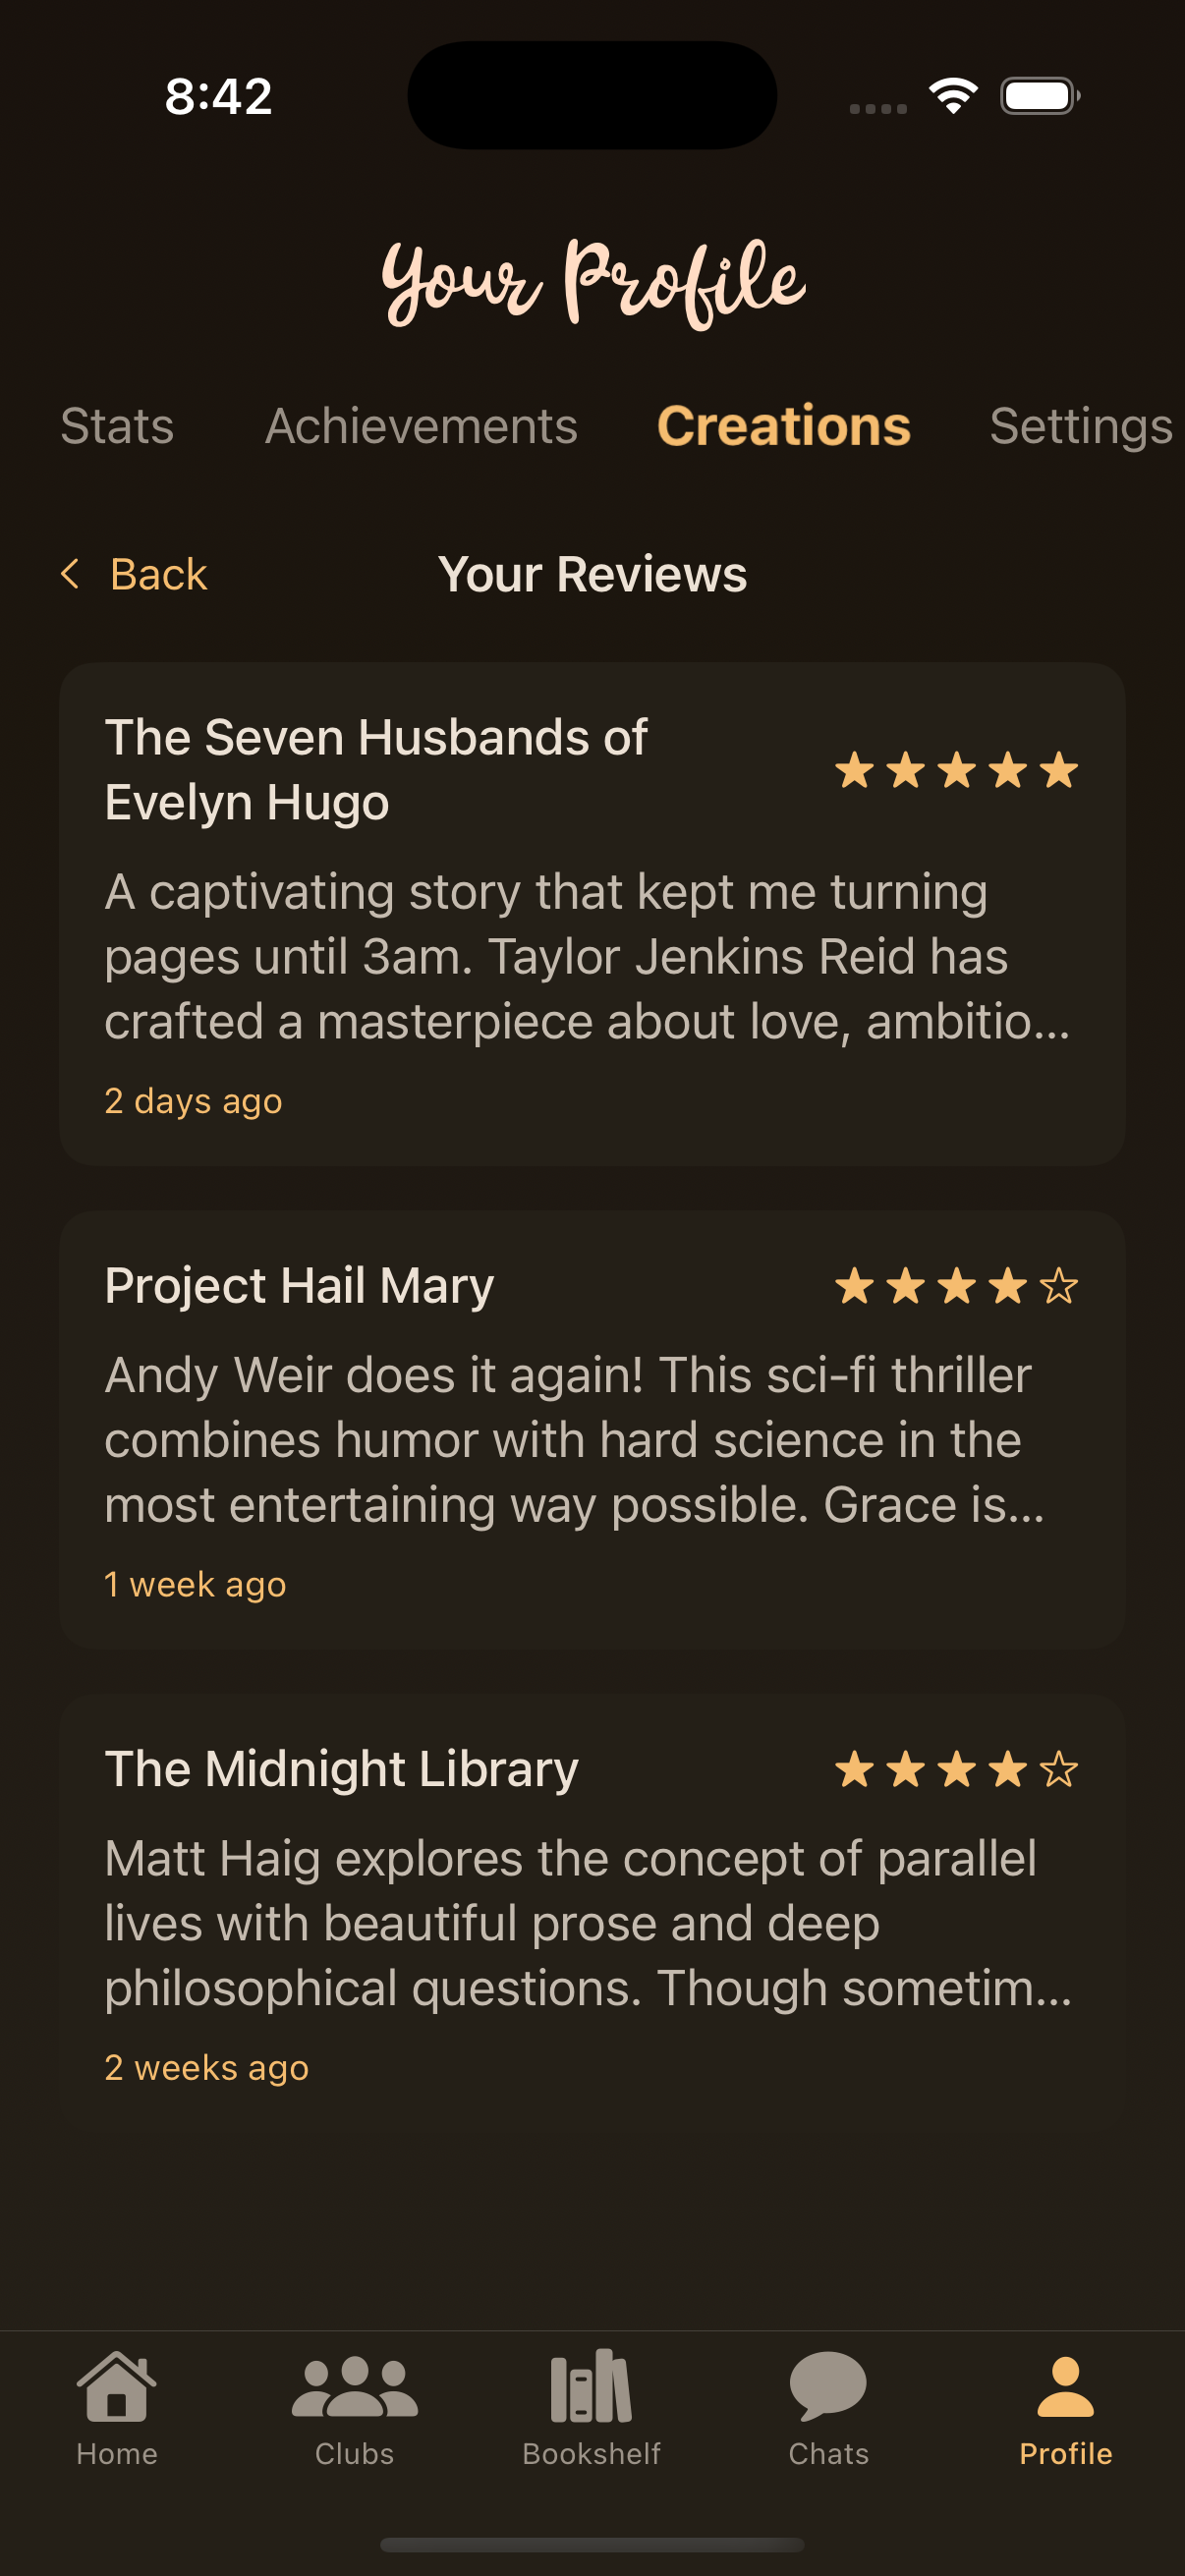 8:42
Your Profile
Stats Achievements Creations Settings
Back Your Reviews
The Seven Husbands of
Evelyn Hugo
A captivating story that kept me turning
pages until 3am. Taylor Jenkins Reid has
crafted a masterpiece about love, ambitio...
2 days ago
Project Hail Mary
Andy Weir does it again! This sci-fi thriller
combines humor with hard science in the
most entertaining way possible. Grace is...
1 week ago
The Midnight Library
Matt Haig explores the concept of parallel
lives with beautiful prose and deep
philosophical questions. Though sometim...
2 weeks ago
Home Clubs Bookshelf Chats Profile